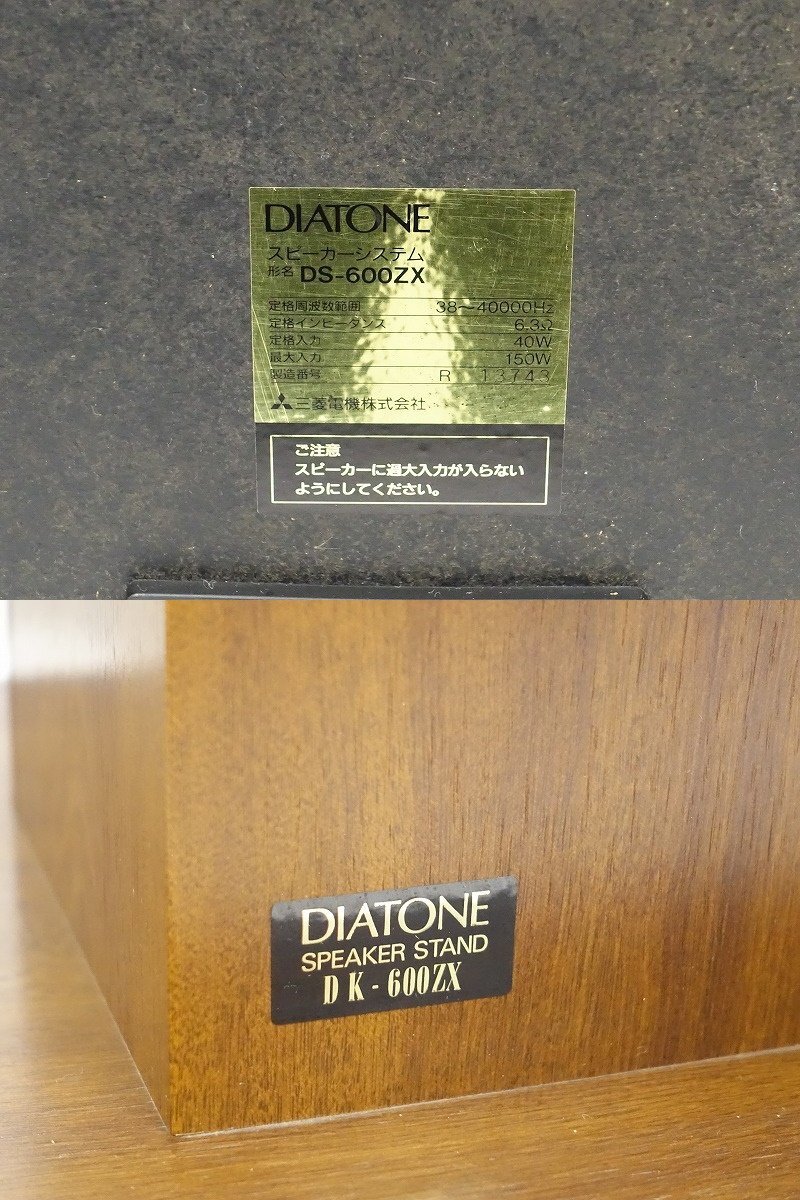 DIATONE
スピーカーシステム
形名 DS-600ZX
定格周波数範囲 38～40000Hz
定格インピーダンス 6.3Ω
定格入力 40W
最大入力 150W
製造番号 R 13743
三菱電機株式会社
ご注意
スピーカーに過大入力が入らない
ようにしてください。
DIATONE
SPEAKER STAND
DK-600ZX